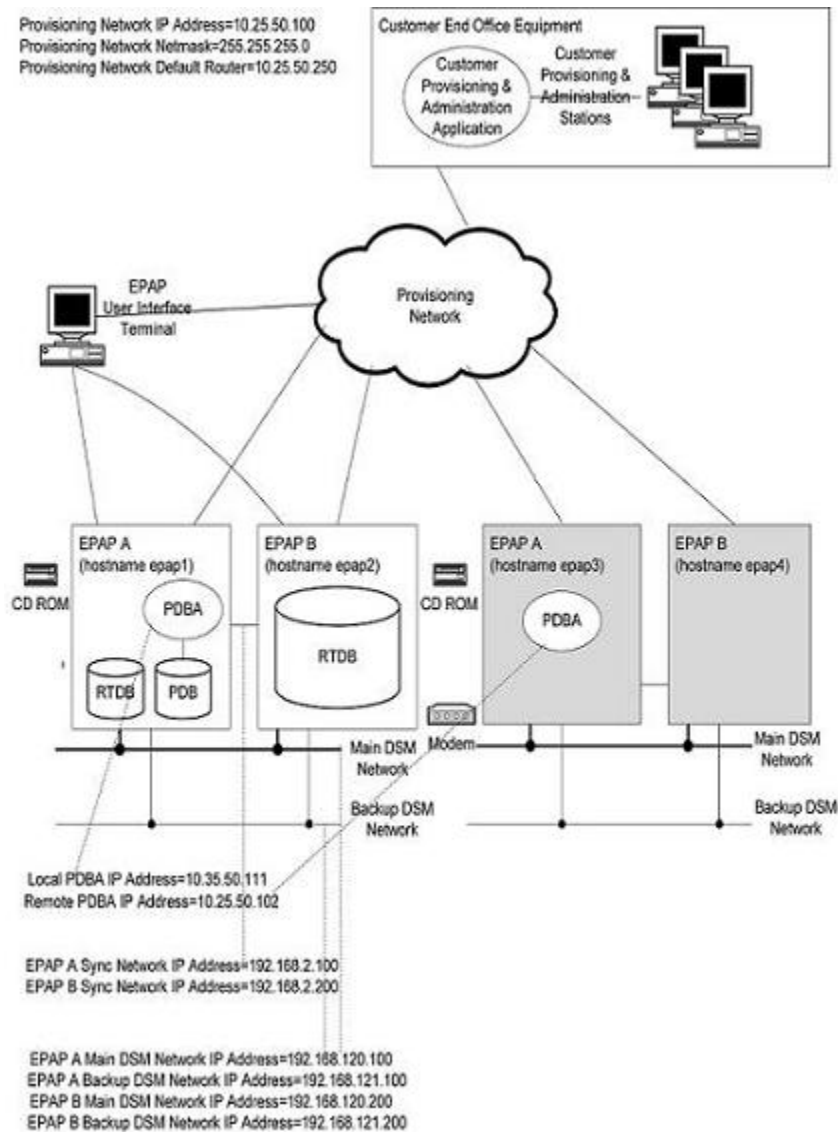 Provisioning Network IP Address=10.25.50.100
Provisioning Network Netmask=255.255.255.0
Provisioning Network Default Router=10.25.50.250
Customer End Office Equipment
Customer
Provisioning &
Administration
Application
Customer
Provisioning &
Administration
Stations
EPAP
User Interface
Terminal
Provisioning
Network
EPAP A
(hostname epap1)
EPAP B
(hostname epap2)
EPAP A
(hostname epap3)
EPAP B
(hostname epap4)
CD ROM
PDBA
RTDB
PDB
RTDB
CD ROM
PDBA
Main DSM
Network
Modem
Main DSM
Network
Backup DSM
Network
Backup DSM
Network
Local PDBA IP Address=10.35.50.111
Remote PDBA IP Address=10.25.50.102
EPAP A Sync Network IP Address=192.168.2.100
EPAP B Sync Network IP Address=192.168.2.200
EPAP A Main DSM Network IP Address=192.168.120.100
EPAP A Backup DSM Network IP Address=192.168.121.100
EPAP B Main DSM Network IP Address=192.168.120.200
EPAP B Backup DSM Network IP Address=192.168.121.200